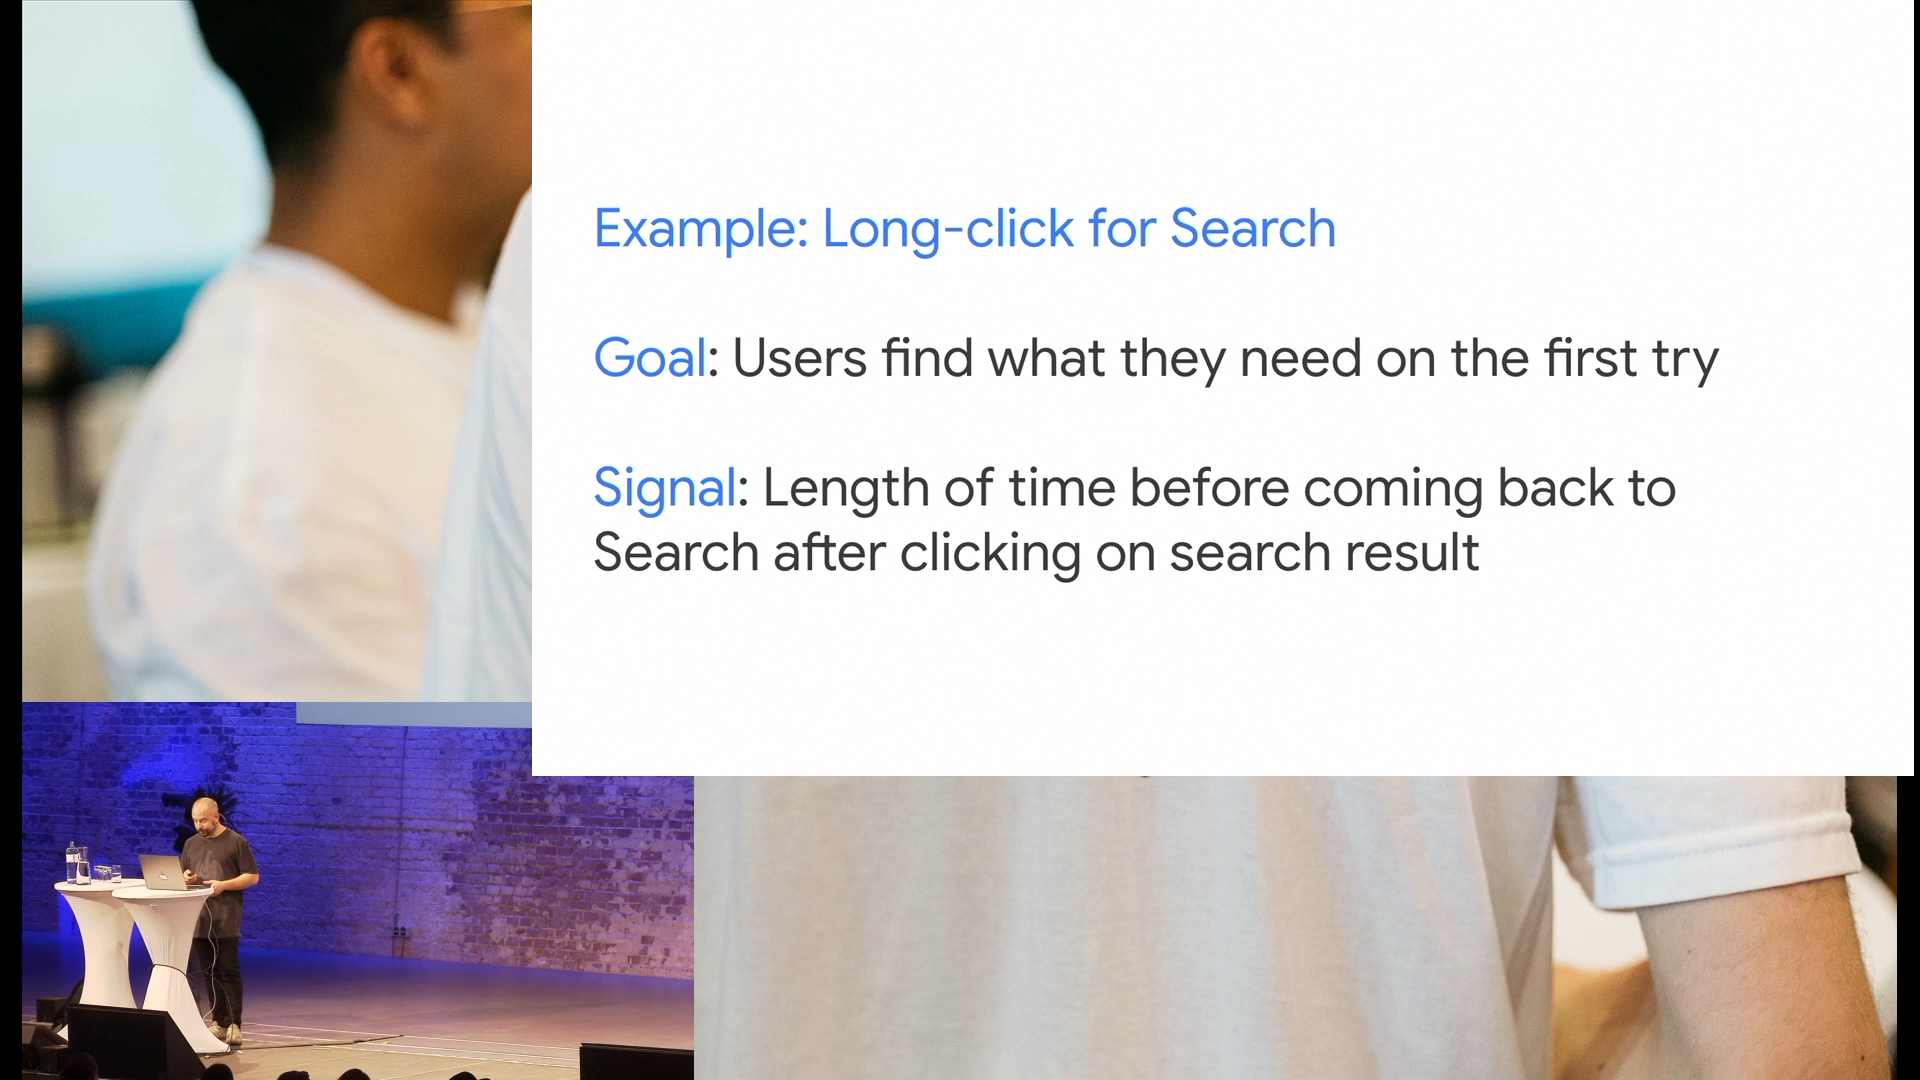 Example: Long-click for Search
Goal: Users find what they need on the first try
Signal: Length of time before coming back to
Search after clicking on search result